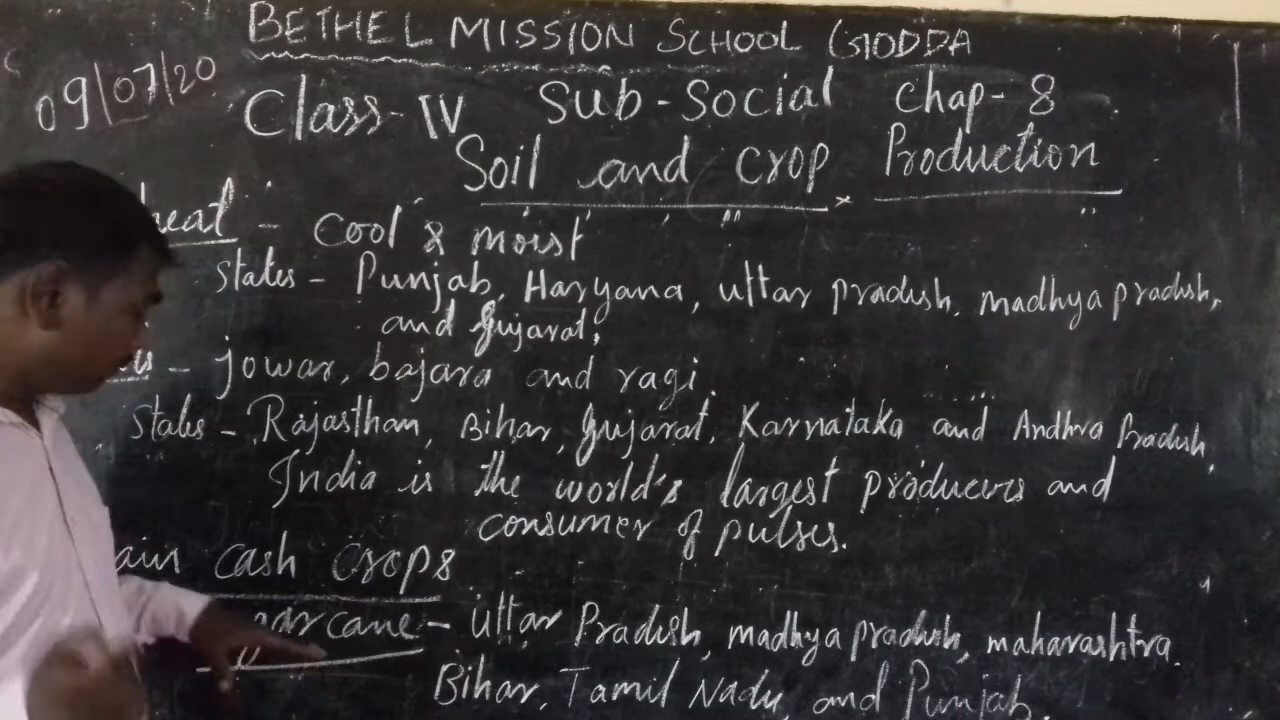 BETHEL MISSION SCHOOL GODDA
09/07/20
Class-IV Sub-Social Chap-8
Soil and crop Production
heat - cool & moist
States - Punjab, Haryana, uttar pradesh, madhya pradesh,
and Gujarat,
- jowar, bajara and ragi.
States - Rajasthan, Bihar, Gujarat, Karnataka and Andhra Pradesh,
India is the world's largest producers and
consumer of pulses.
ain cash crops
garcane - Uttar Pradesh, madhya pradesh, maharashtra.
Bihar, Tamil Nadu, and Punjab.